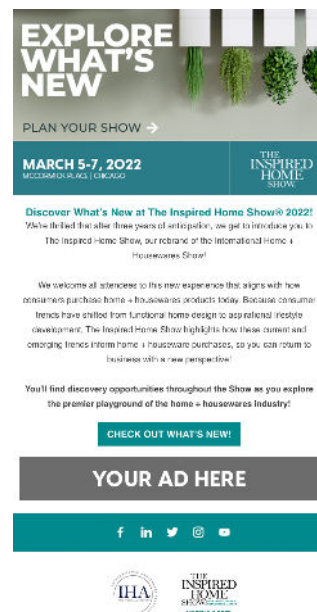 EXPLORE
WHAT'S
NEW
PLAN YOUR SHOW →
MARCH 5-7, 2022
MCCORMICK PLACE | CHICAGO
THE
INSPIRED
HOME
SHOW
Discover What's New at The Inspired Home Show® 2022!
We're thrilled that after three years of anticipation, we get to introduce you to
The Inspired Home Show, our rebrand of the International Home +
Housewares Show!
We welcome all attendees to this new experience that aligns with how
consumers purchase home + housewares products today. Because consumer
trends have shifted from functional home design to aspirational lifestyle
development, The Inspired Home Show highlights how these current and
emerging trends inform home + houseware purchases, so you can return to
business with a new perspective!
You'll find discovery opportunities throughout the Show as you explore
the premier playground of the home + housewares industry!
CHECK OUT WHAT'S NEW!
YOUR AD HERE
IHA
THE
INSPIRED
HOME
SHOW